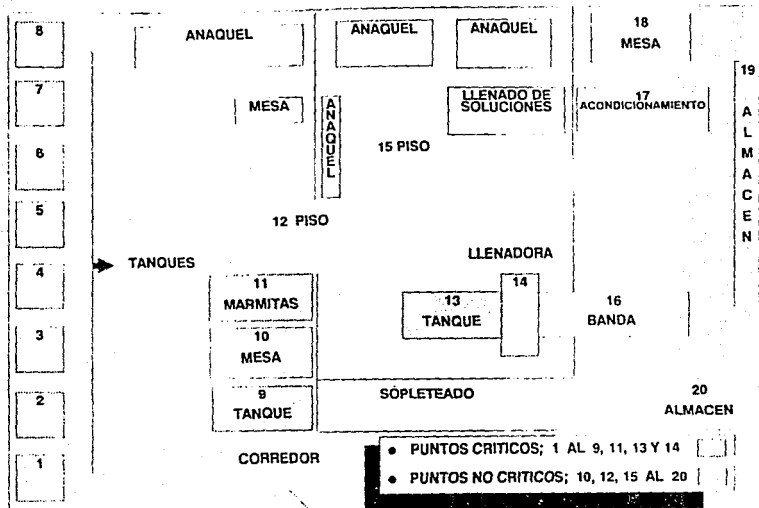 8
7
6
5
4
3
2
1
TANQUES
ANAQUEL
MESA
ANAQUEL
12 PISO
11
MARMITAS
10
MESA
9
TANQUE
CORREDOR
ANAQUEL
ANAQUEL
LLENADO DE
SOLUCIONES
15 PISO
LLENADORA
13
TANQUE
14
SOPLETEADO
18
MESA
17
ACONDICIONAMIENTO
16
BANDA
19
ALMACEN
20
ALMACEN
• PUNTOS CRITICOS; 1 AL 9, 11, 13 Y 14
• PUNTOS NO CRITICOS; 10, 12, 15 AL 20